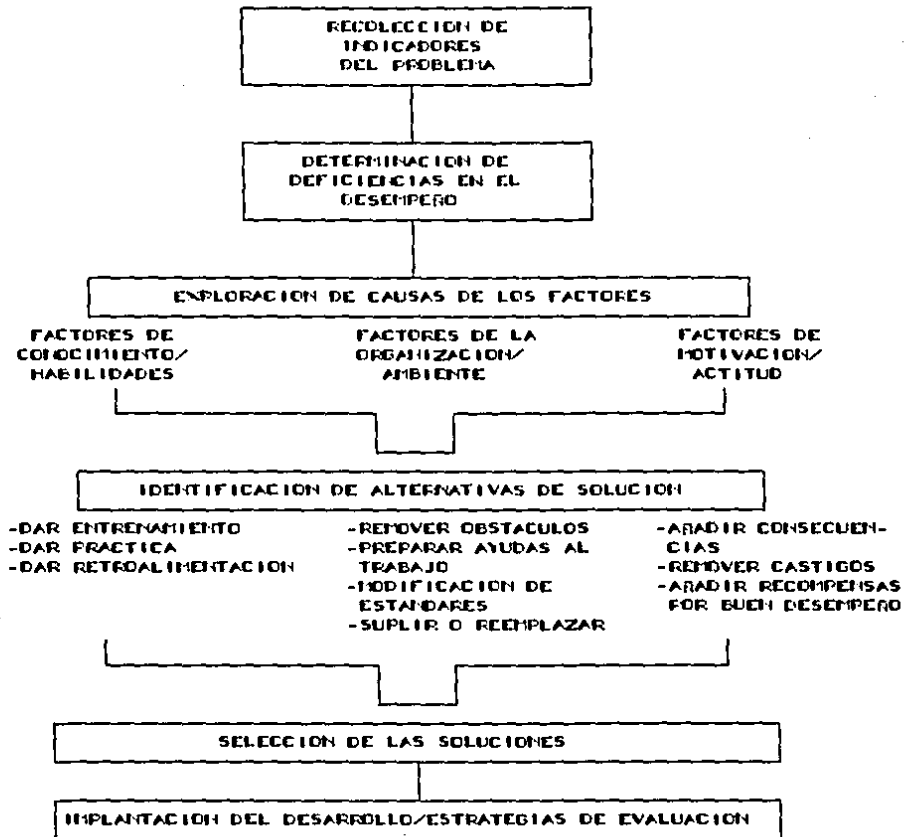 RECOLECCION DE
INDICADORES
DEL PROBLEMA
DETERMINACION DE
DEFICIENCIAS EN EL
DESEMPEÑO
EXPLORACION DE CAUSAS DE LOS FACTORES
FACTORES DE
CONOCIMIENTO/
HABILIDADES
FACTORES DE LA
ORGANIZACION/
AMBIENTE
FACTORES DE
MOTIVACION/
ACTITUD
IDENTIFICACION DE ALTERNATIVAS DE SOLUCION
-DAR ENTRENAMIENTO
-DAR PRACTICA
-DAR RETROALIMENTACION
-REMOVER OBSTACULOS
-PREPARAR AYUDAS AL
TRABAJO
-MODIFICACION DE
ESTANDARES
-SUPLIR O REEMPLAZAR
-AÑADIR CONSECUEN-
CIAS
-REMOVER CASTIGOS
-AÑADIR RECOMPENSAS
POR BUEN DESEMPEÑO
SELECCION DE LAS SOLUCIONES
IMPLANTACION DEL DESARROLLO/ESTRATEGIAS DE EVALUACION